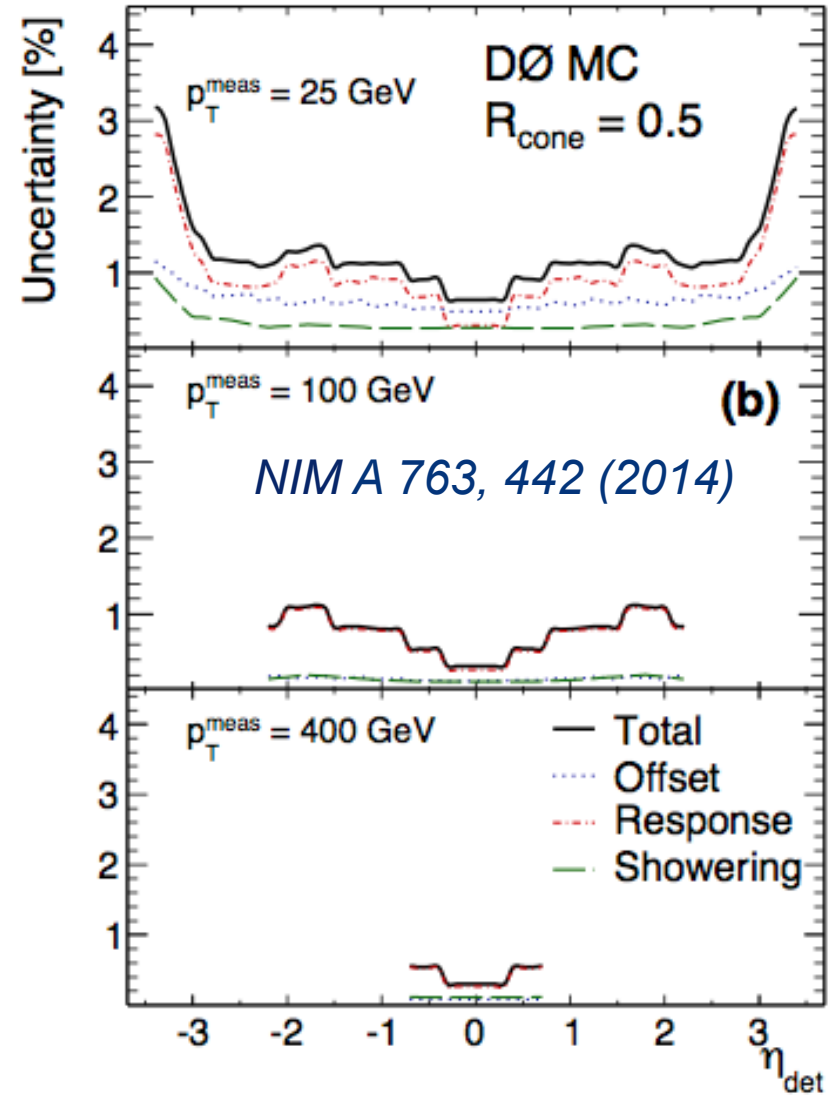 Uncertainty [%]
4
3
2
1
p_T^meas = 25 GeV
DØ MC
R_cone = 0.5
4
3
2
1
p_T^meas = 100 GeV
(b)
NIM A 763, 442 (2014)
4
3
2
1
p_T^meas = 400 GeV
Total
Offset
Response
Showering
-3 -2 -1 0 1 2 3
η_det